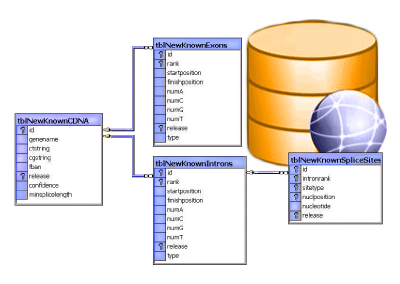 tblNewKnownExons
id
rank
startposition
finishposition
numA
numC
numG
numT
release
type
tblNewKnownCDNA
id
genename
ctstring
cgstring
fban
release
confidence
minsplicelength
tblNewKnownIntrons
id
rank
startposition
finishposition
numA
numC
numG
numT
release
type
tblNewKnownSpliceSites
id
intronrank
sitetype
nuclposition
nucleotide
release